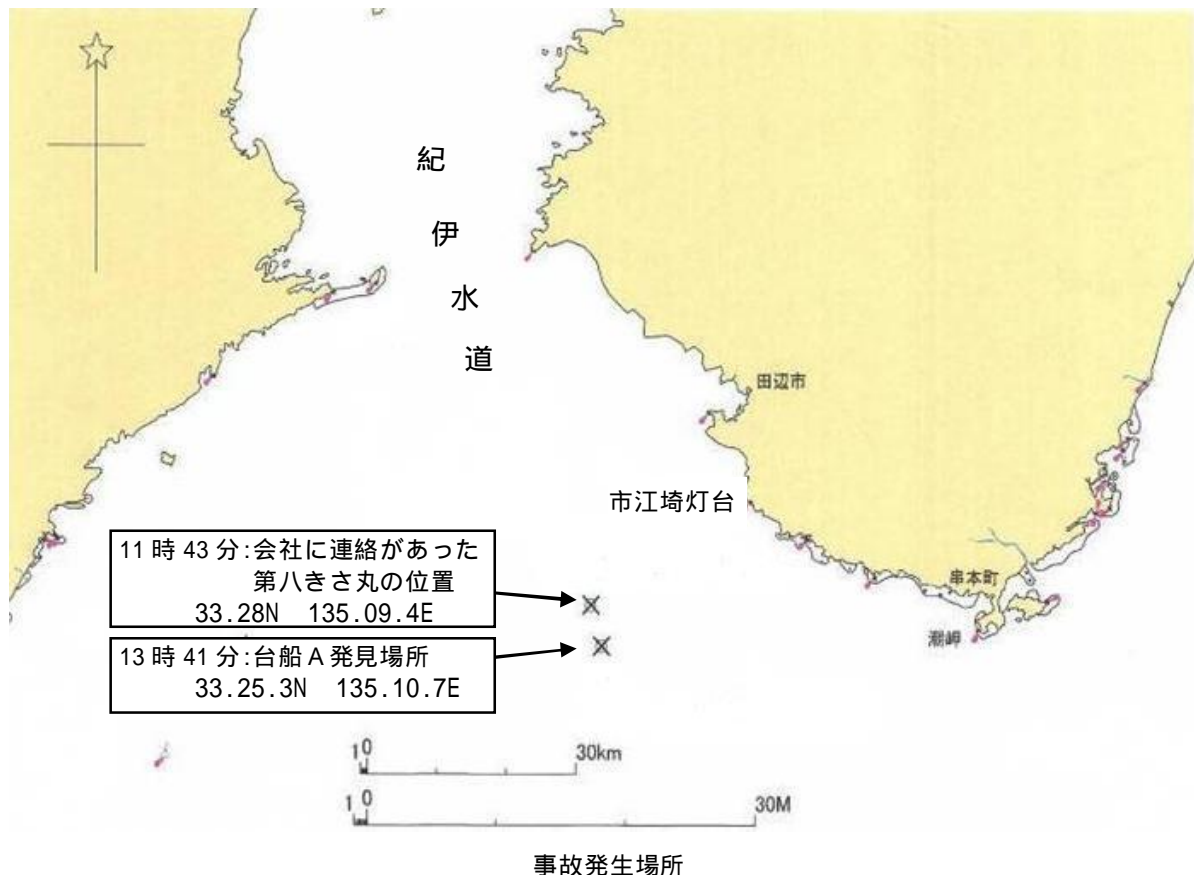 紀
伊
水
道
田辺市
市江埼灯台
11時43分:会社に連絡があった
第八きさ丸の位置
33.28N 135.09.4E
串本町
潮岬
13時41分:台船A発見場所
33.25.3N 135.10.7E
10 30km
10 30M
事故発生場所